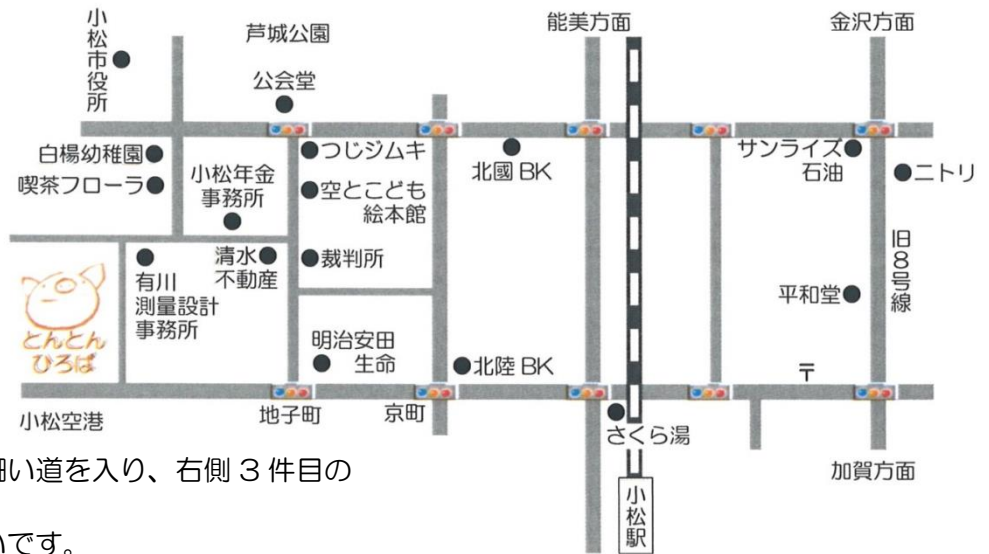 小松市役所
芦城公園
能美方面
金沢方面
公会堂
白楊幼稚園
喫茶フローラ
小松年金
事務所
つじジムキ
空とこども
絵本館
北國 BK
サンライズ
石油
ニトリ
有川
測量設計
事務所
清水
不動産
裁判所
旧8号線
平和堂
とんとん
ひろば
明治安田
生命
北陸 BK
〒
小松空港
地子町
京町
さくら湯
加賀方面
小松駅
細い道を入り、右側 3 件目の
いです。